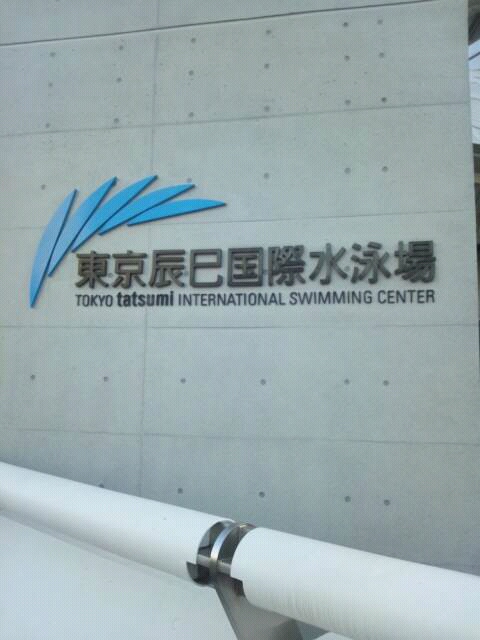 東京辰巳国際水泳場
TOKYO tatsumi INTERNATIONAL SWIMMING CENTER